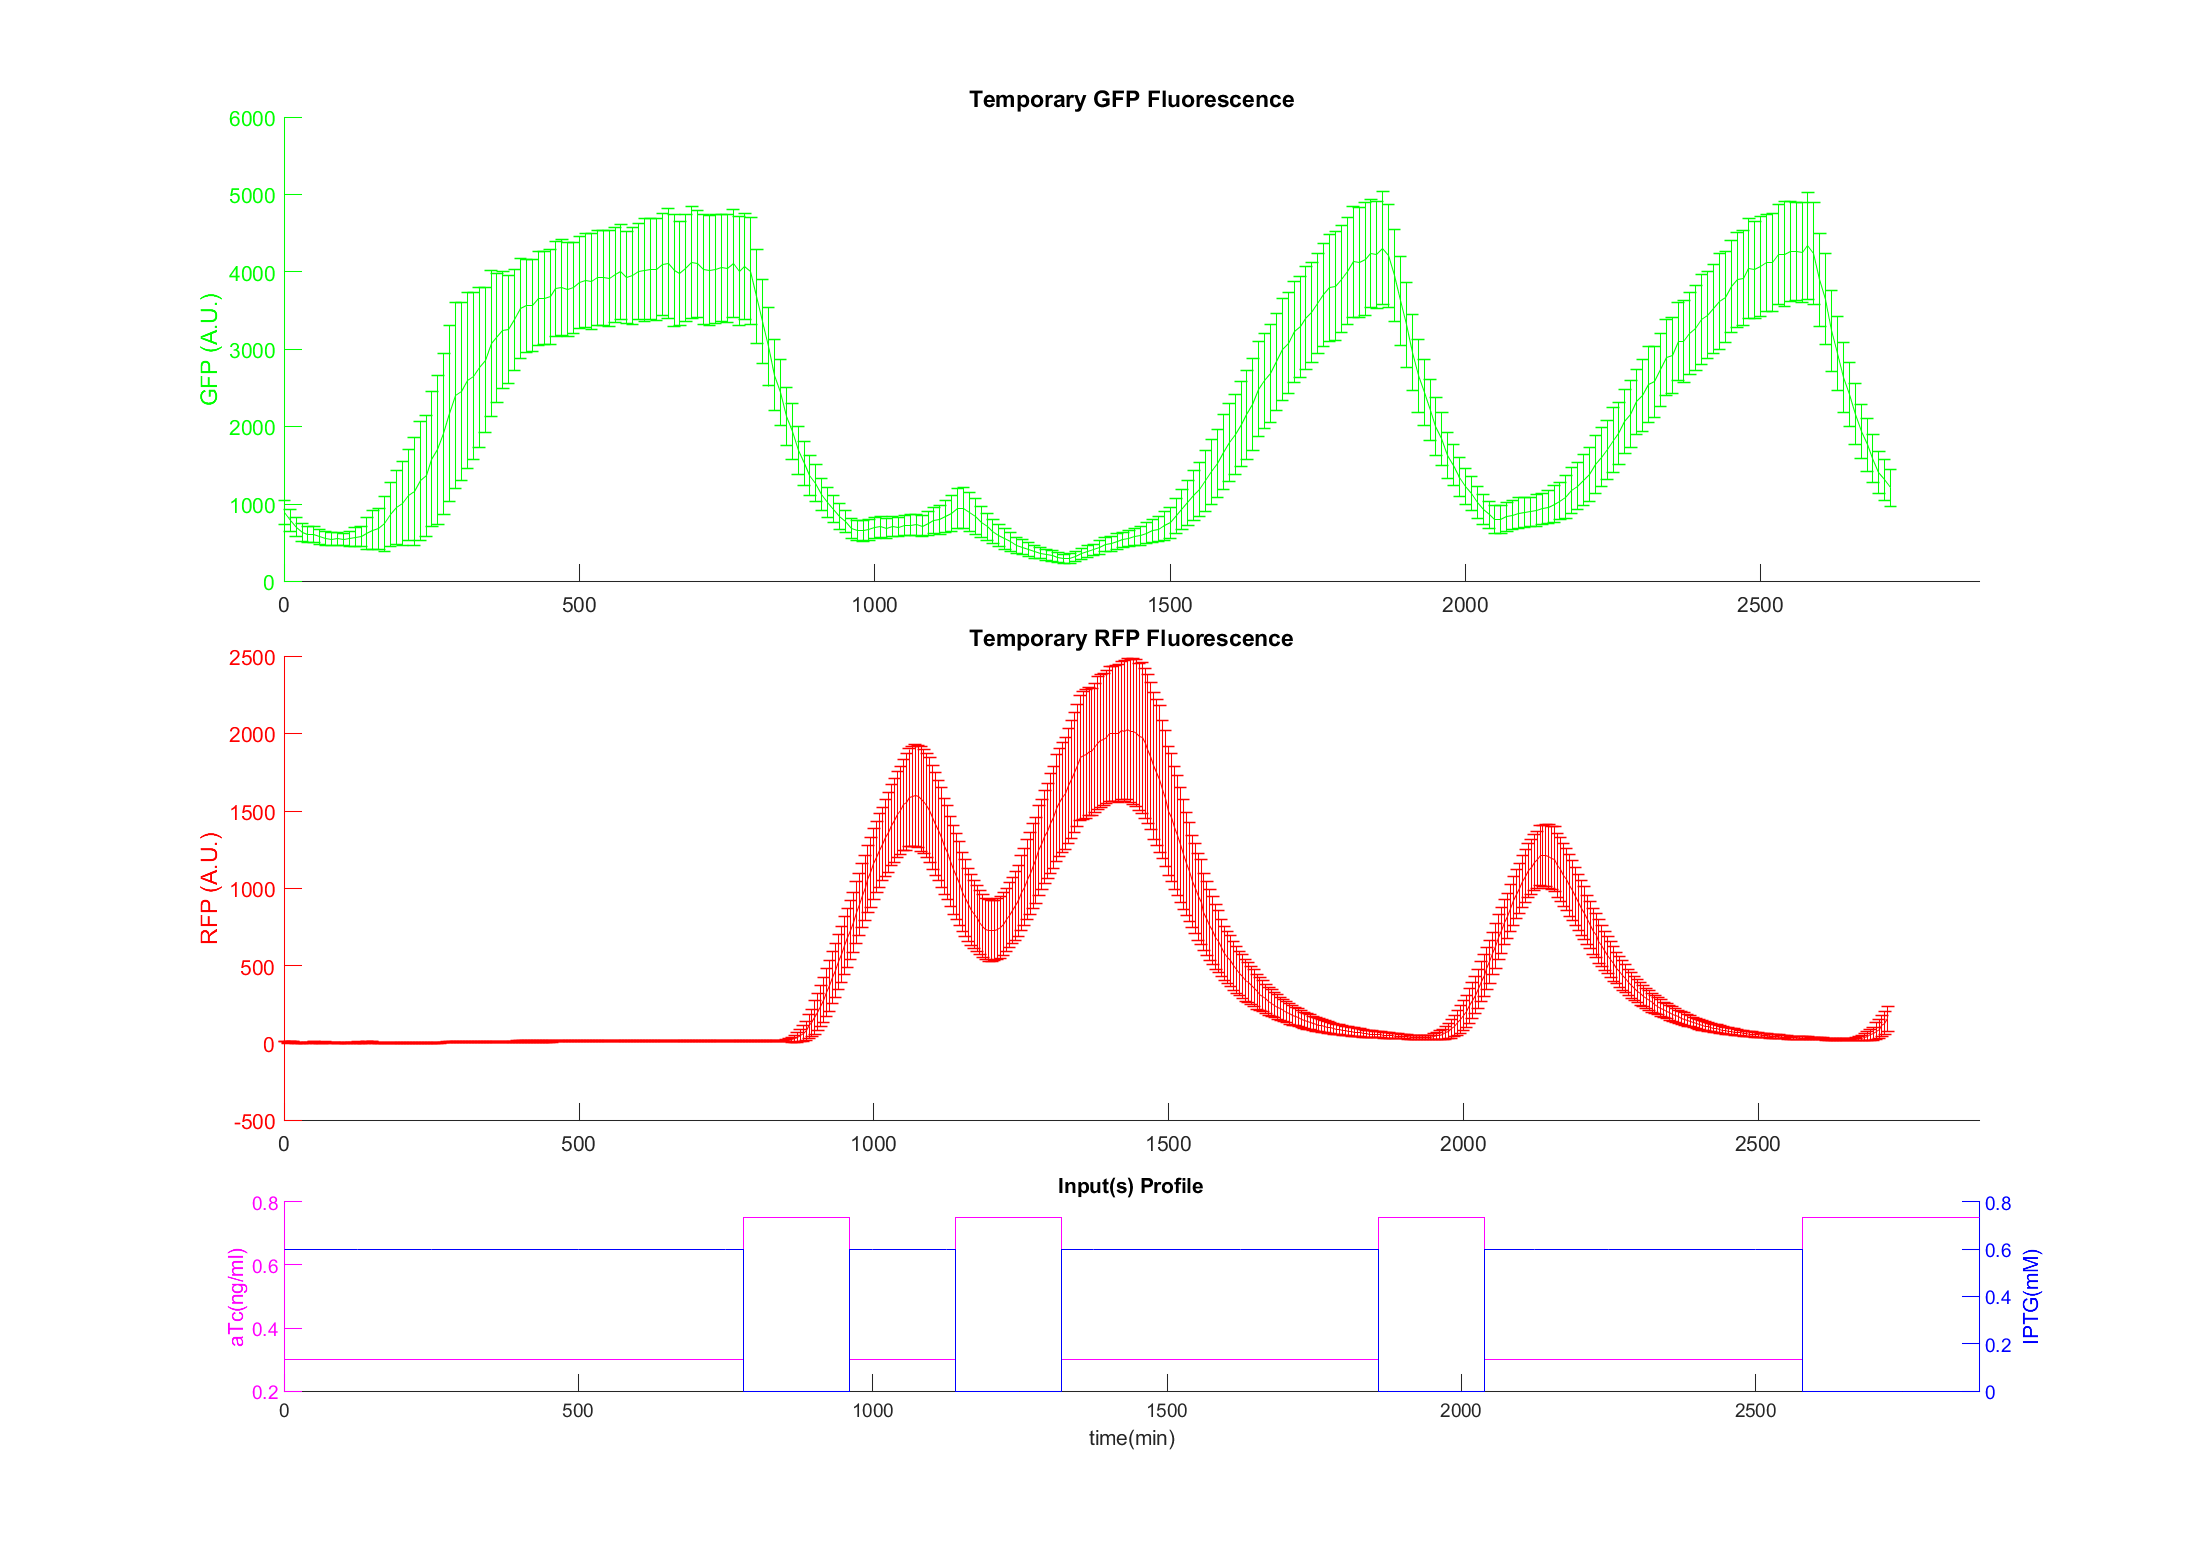 Temporary GFP Fluorescence
6000
5000
4000
3000
2000
1000
0
GFP (A.U.)
0 500 1000 1500 2000 2500
Temporary RFP Fluorescence
2500
2000
1500
1000
500
0
-500
RFP (A.U.)
0 500 1000 1500 2000 2500
Input(s) Profile
0.8
0.6
0.4
0.2
aTc(ng/ml)
0.8
0.6
0.4
0.2
0
IPTG(mM)
0 500 1000 1500 2000 2500
time(min)